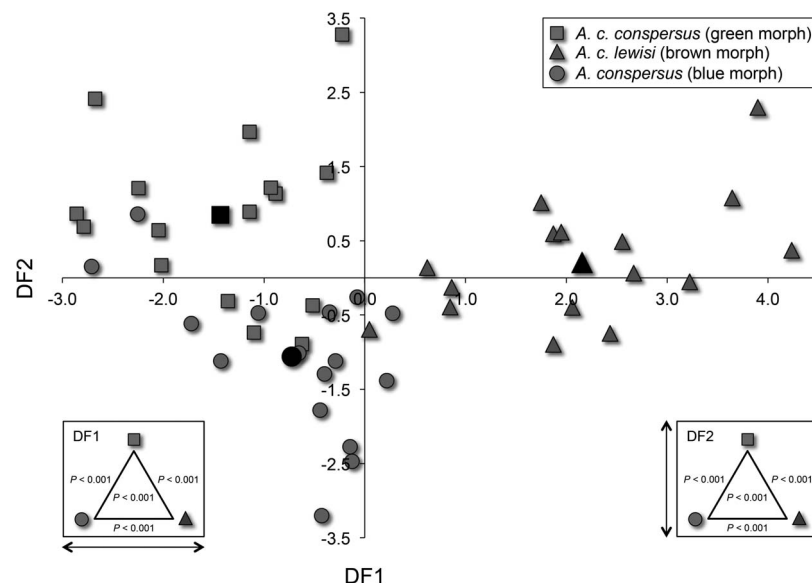 3.5
A. c. conspersus (green morph)
A. c. lewisi (brown morph)
A. conspersus (blue morph)
2.5
1.5
0.5
DF2
-3.0 -2.0 -1.0 0.0 1.0 2.0 3.0 4.0
-0.5
-1.5
-2.5
-3.5
DF1
P < 0.001 P < 0.001
P < 0.001
P < 0.001
DF2
P < 0.001 P < 0.001
P < 0.001
P < 0.001
DF1